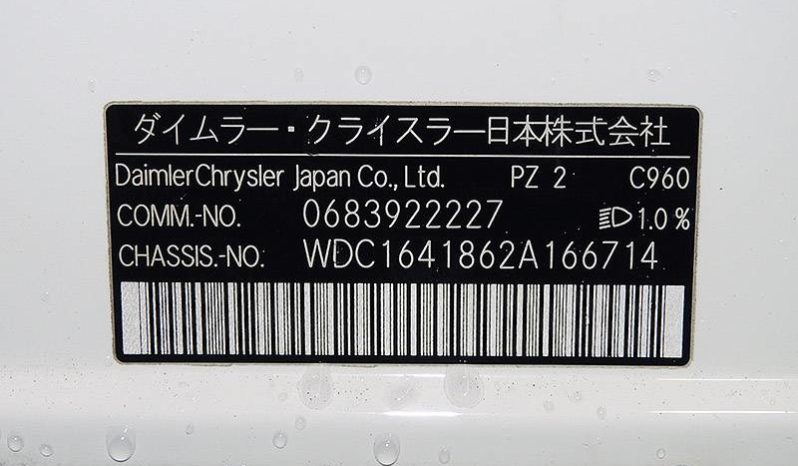 ダイムラー・クライスラー日本株式会社
DaimlerChrysler Japan Co., Ltd. PZ 2 C960
COMM.-NO. 0683922227 1.0 %
CHASSIS.-NO. WDC1641862A166714